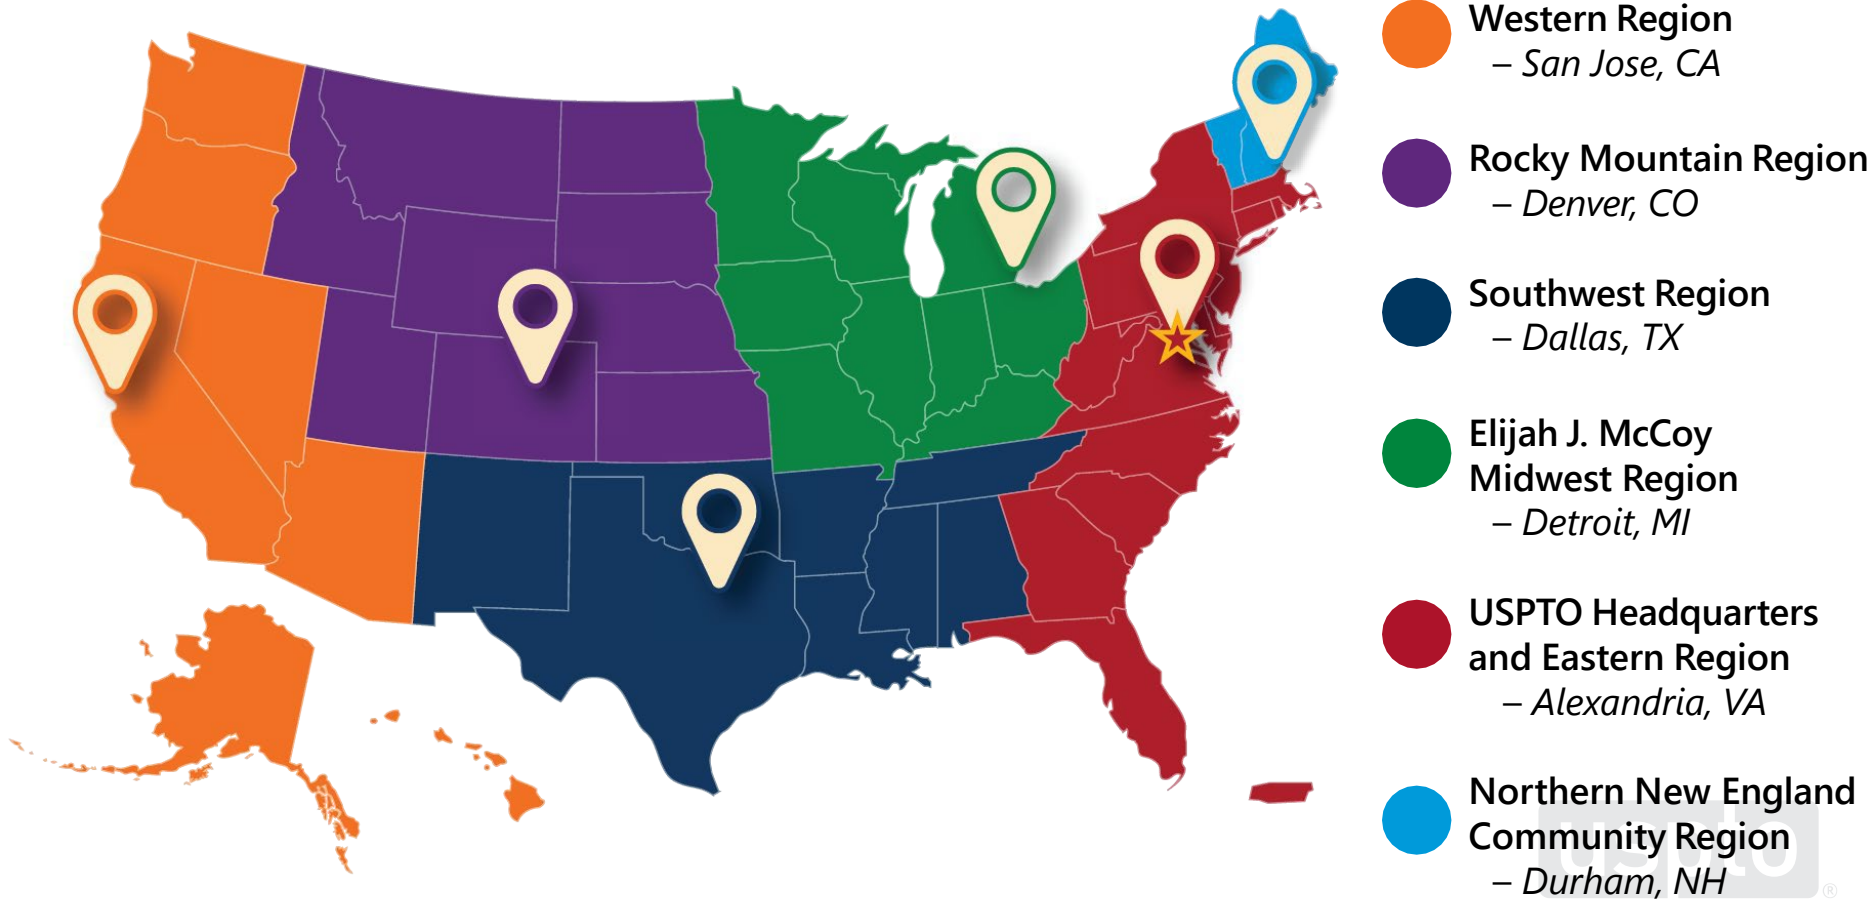 Western Region
– San Jose, CA
Rocky Mountain Region
– Denver, CO
Southwest Region
– Dallas, TX
Elijah J. McCoy
Midwest Region
– Detroit, MI
USPTO Headquarters
and Eastern Region
– Alexandria, VA
Northern New England
Community Region
– Durham, NH
uspto
®